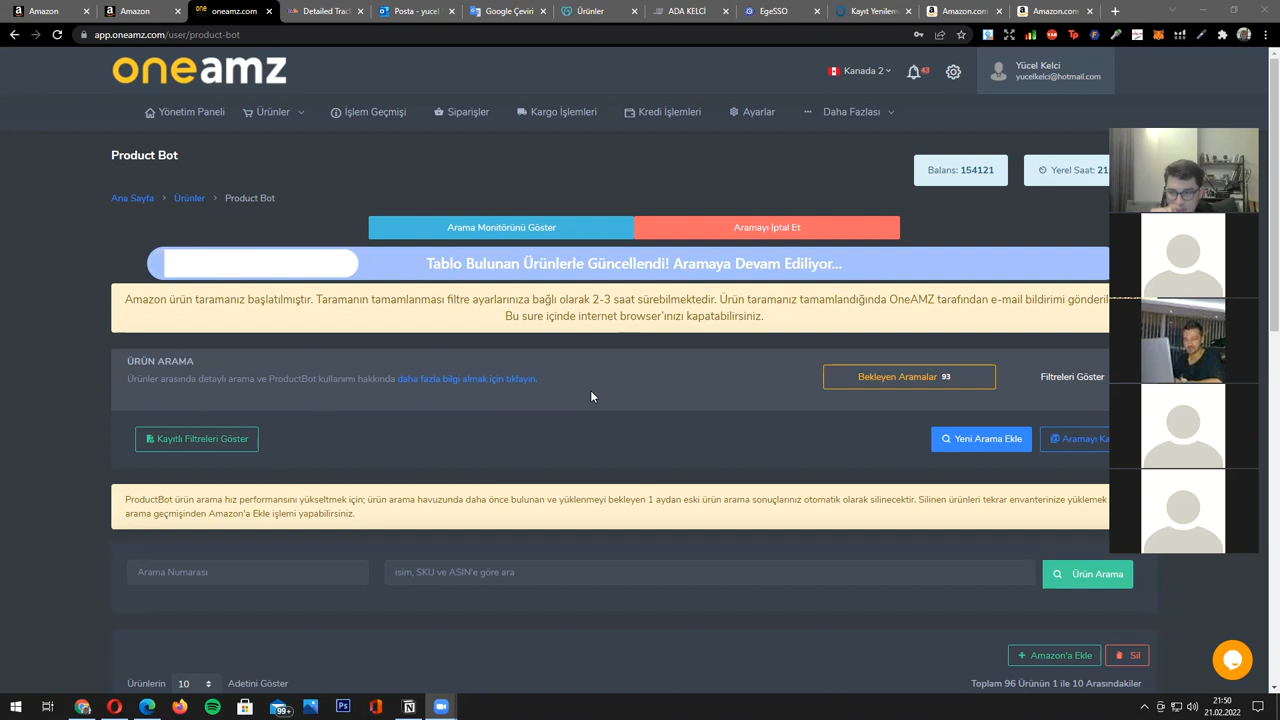 Amazon
Amazon
oneamz.co
Detailed Trac
Posta - yucel
Google Çeviri
Ürünler
ADA KELCİ
EgeSSO
Kayıt Yenilem
Amazon.com
Amazon.com
app.oneamz.com/user/product-bot
oneamz
Kanada 2
43
Yücel Kelci
yucelkelci@hotmail.com
Yönetim Paneli
Ürünler
İşlem Geçmişi
Siparişler
Kargo İşlemleri
Kredi İşlemleri
Ayarlar
Daha Fazlası
Product Bot
Balans: 154121
Yerel Saat: 21
Ana Sayfa > Ürünler > Product Bot
Arama Monitörünü Göster
Aramayı İptal Et
Tablo Bulunan Ürünlerle Güncellendi! Aramaya Devam Ediliyor...
Amazon ürün taramanız başlatılmıştır. Taramanın tamamlanması filtre ayarlarınıza bağlı olarak 2-3 saat sürebilmektedir. Ürün taramanız tamamlandığında OneAMZ tarafından e-mail bildirimi gönderil
Bu sure içinde internet browser'ınızı kapatabilirsiniz.
ÜRÜN ARAMA
Ürünler arasında detaylı arama ve ProductBot kullanımı hakkında daha fazla bilgi almak için tıklayın.
Bekleyen Aramalar 93
Filtreleri Göster
Kayıtlı Filtreleri Göster
Yeni Arama Ekle
Aramayı Ka
ProductBot ürün arama hız performansını yükseltmek için; ürün arama havuzunda daha önce bulunan ve yüklenmeyi bekleyen 1 aydan eski ürün arama sonuçlarınız otomatik olarak silinecektir. Silinen ürünleri tekrar envanterinize yüklemek
arama geçmişinden Amazon'a Ekle işlemi yapabilirsiniz.
Arama Numarası
isim, SKU ve ASIN'e göre ara
Ürün Arama
Amazon'a Ekle
Sil
Ürünlerin 10 Adetini Göster
Toplam 96 Ürünün 1 ile 10 Arasındakiler
99+
21:50
21.02.2022